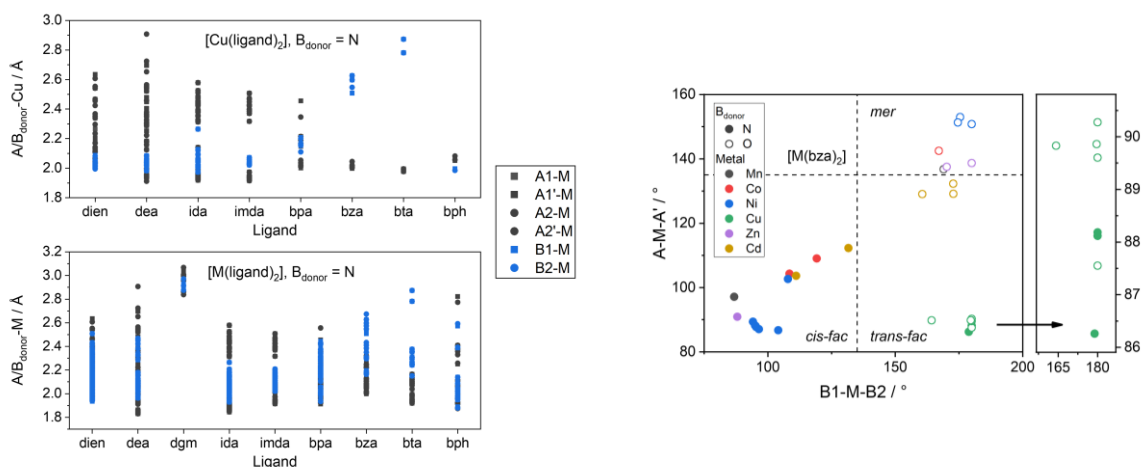 A/B_donor-Cu / Å
3.0
2.8
2.6
2.4
2.2
2.0
1.8
[Cu(ligand)₂], B_donor = N
dien dea ida imda bpa bza bta bph
Ligand
A/B_donor-M / Å
3.2
3.0
2.8
2.6
2.4
2.2
2.0
1.8
[M(ligand)₂], B_donor = N
dien dea dgm ida imda bpa bza bta bph
Ligand
A1-M
A1'-M
A2-M
A2'-M
B1-M
B2-M
A-M-A' / °
160
140
120
100
80
B_donor
N
O
Metal
Mn
Co
Ni
Cu
Zn
Cd
mer
[M(bza)₂]
cis-fac trans-fac
100 150 200
B1-M-B2 / °
90
89
88
87
86
165 180